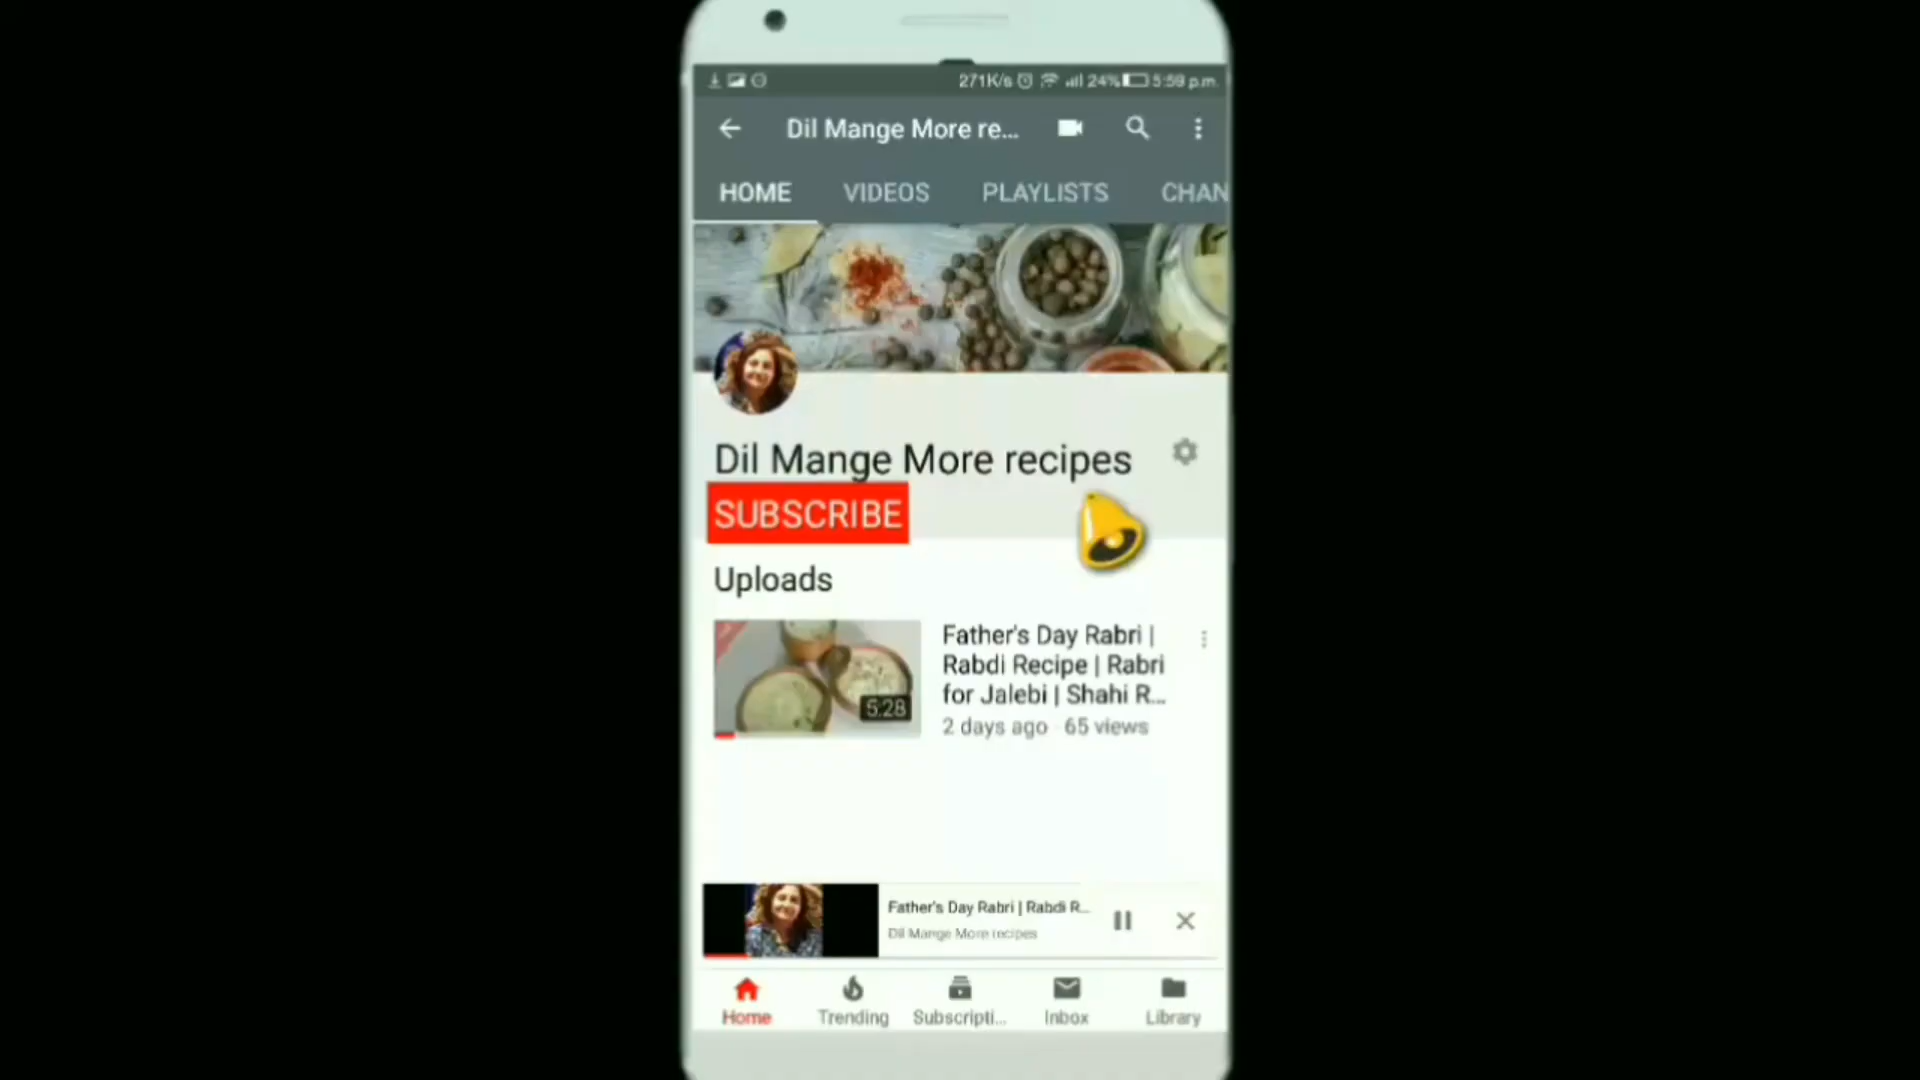 271K/s 24% 5:59 p.m.
Dil Mange More re...
HOME VIDEOS PLAYLISTS CHAN
Dil Mange More recipes
SUBSCRIBE
Uploads
5:28
Father's Day Rabri |
Rabdi Recipe | Rabri
for Jalebi | Shahi R...
2 days ago · 65 views
Father's Day Rabri | Rabdi R...
Dil Mange More recipes
Home Trending Subscripti... Inbox Library